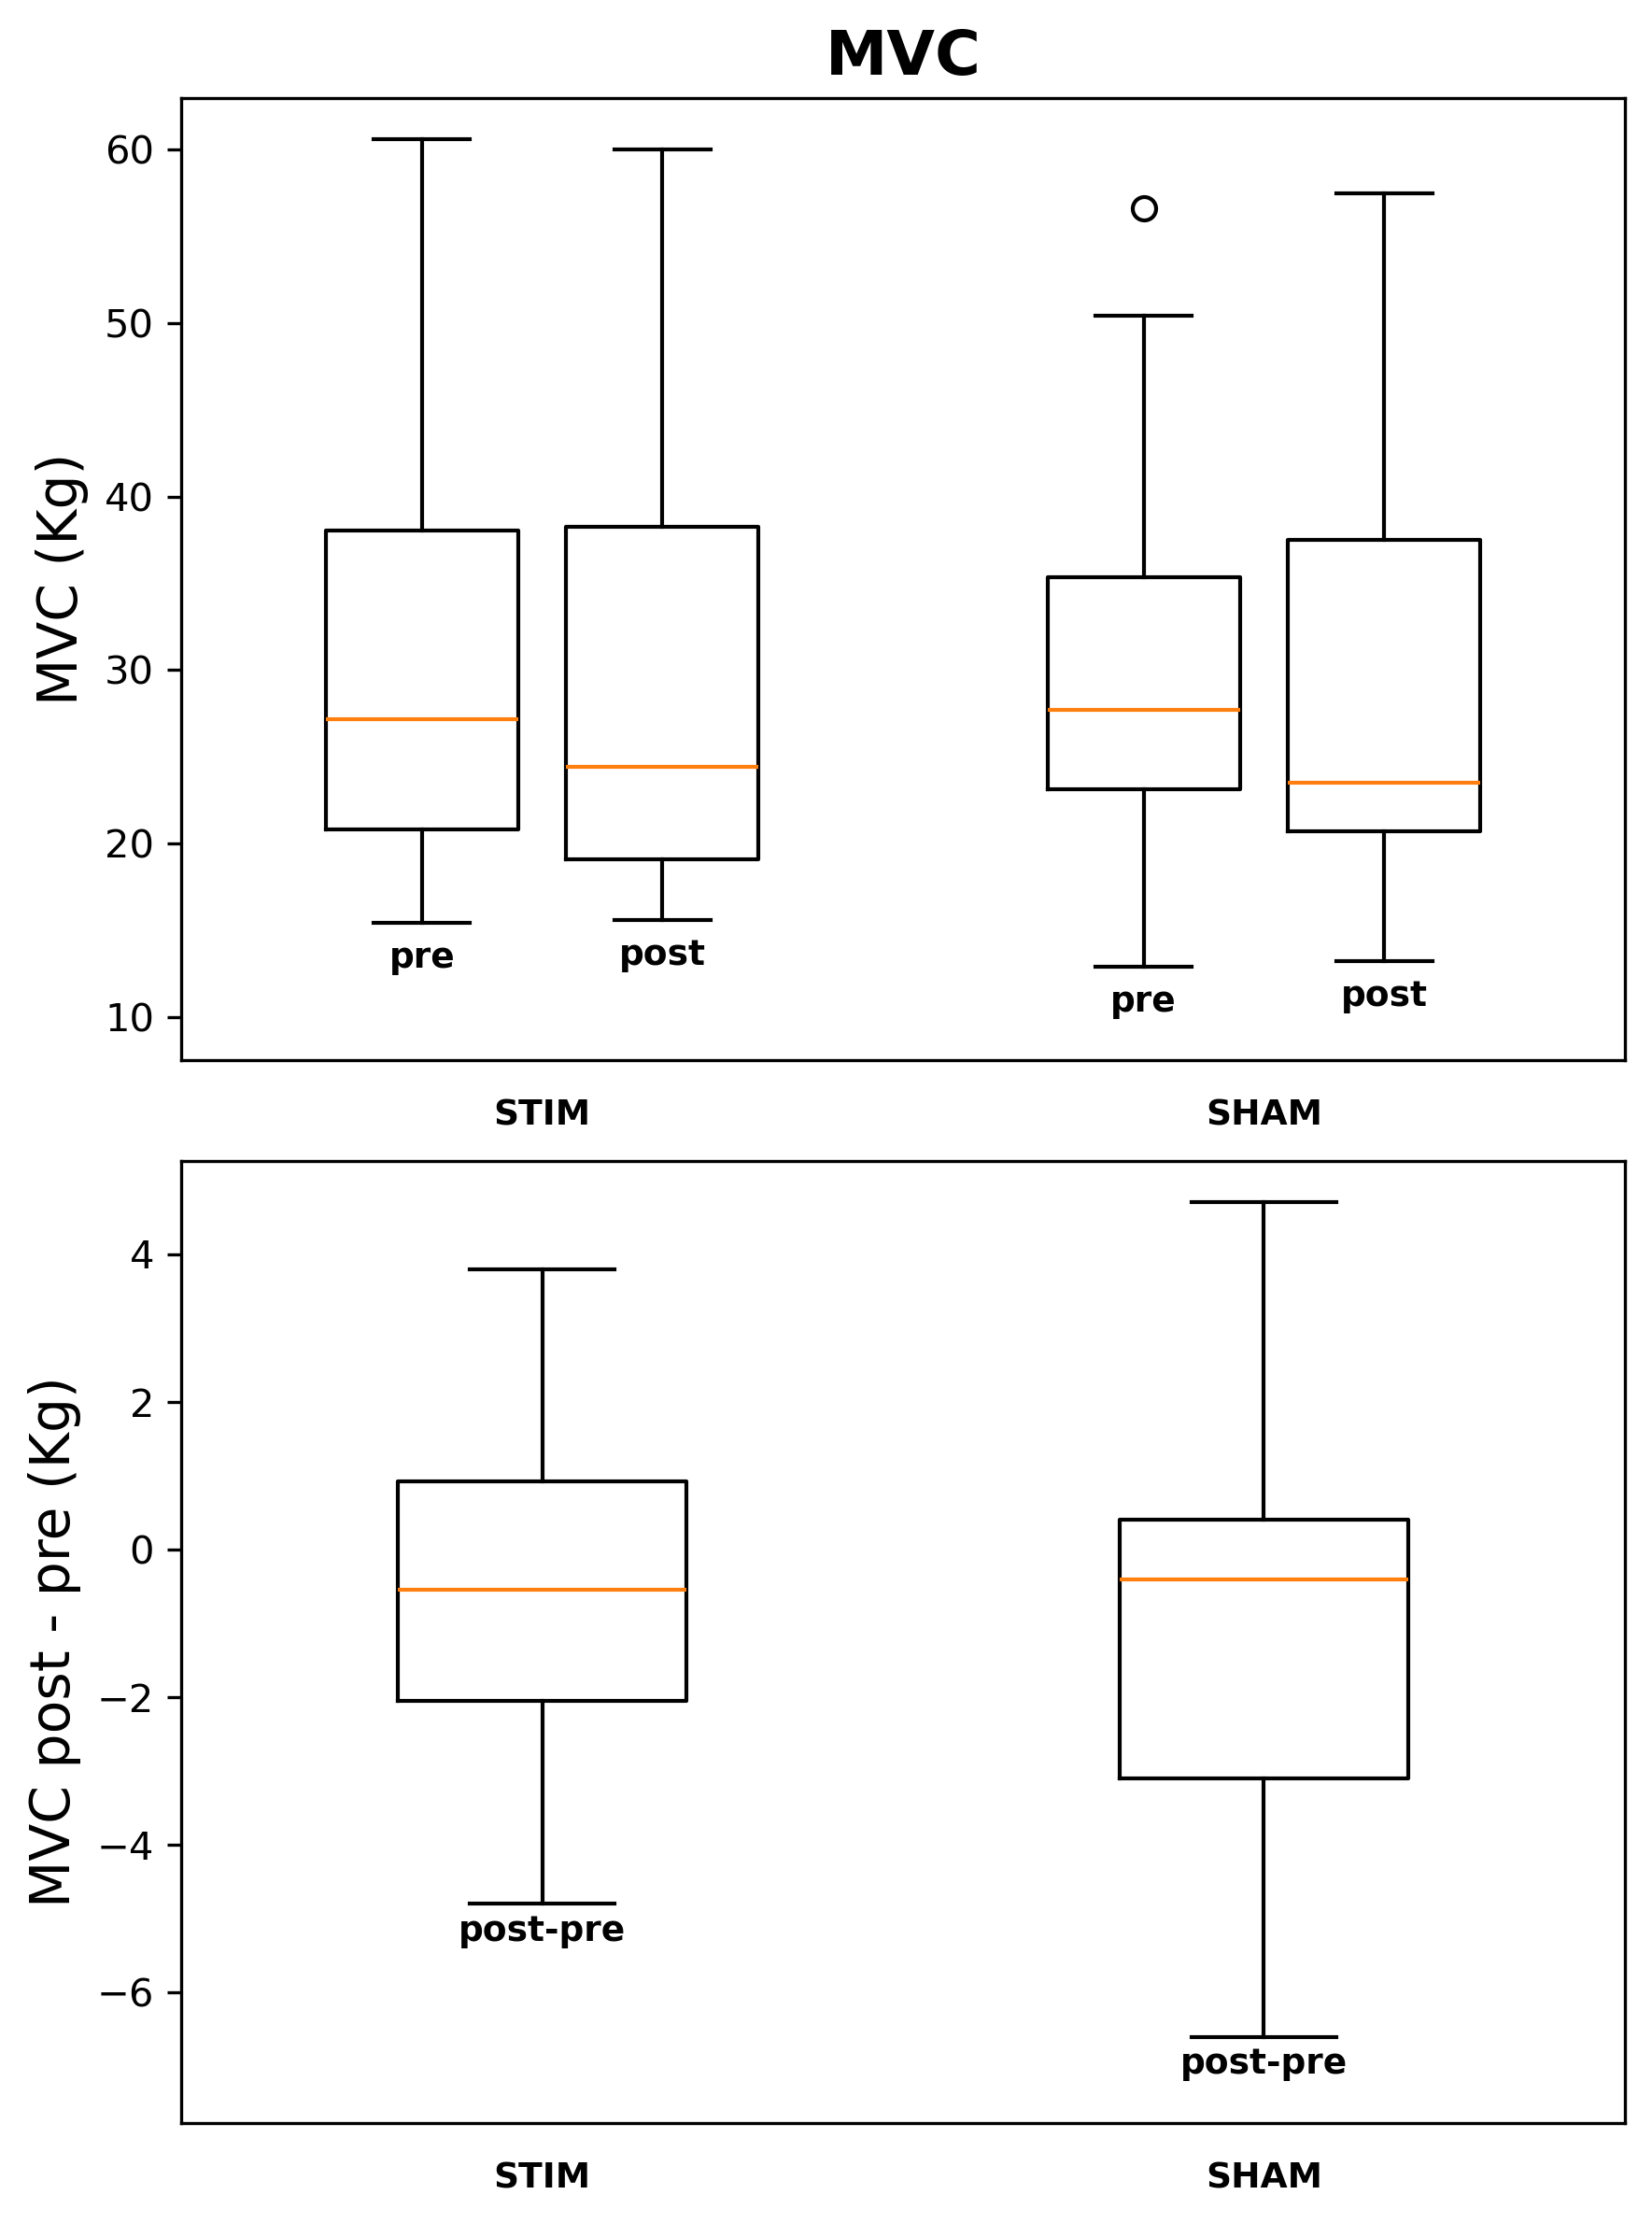 MVC
60
50
40
30
20
10
MVC (Kg)
pre
post
pre
post
STIM
SHAM
4
2
0
−2
−4
−6
MVC post - pre (Kg)
post-pre
post-pre
STIM
SHAM